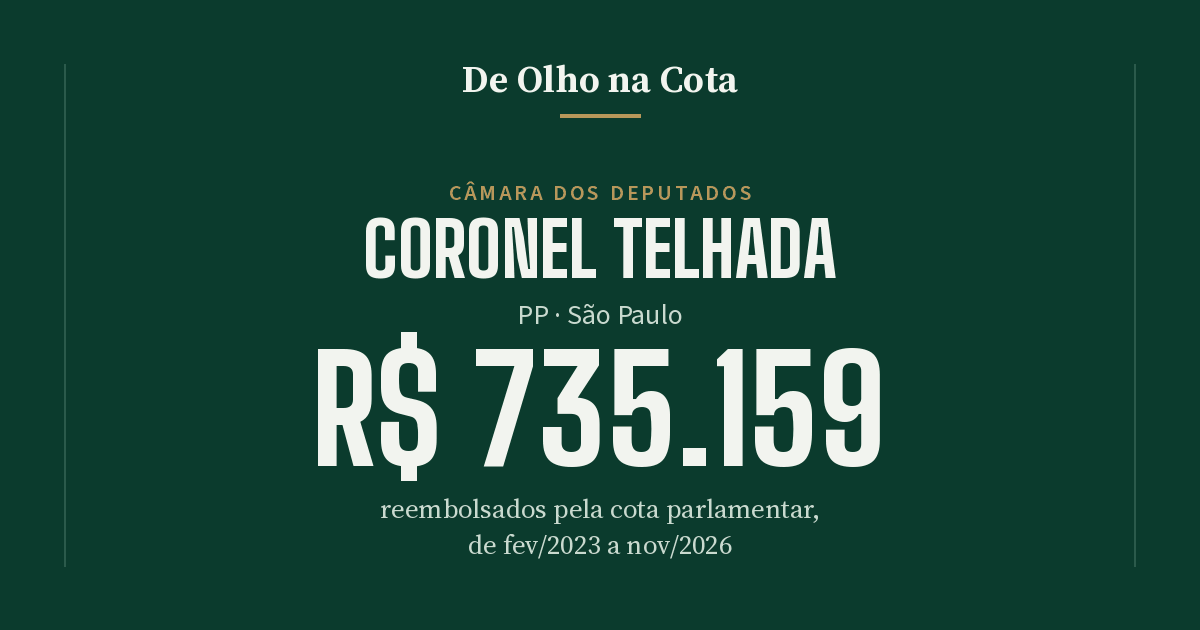 De Olho na Cota
CÂMARA DOS DEPUTADOS
CORONEL TELHADA
PP · São Paulo
R$ 735.159
reembolsados pela cota parlamentar,
de fev/2023 a nov/2026